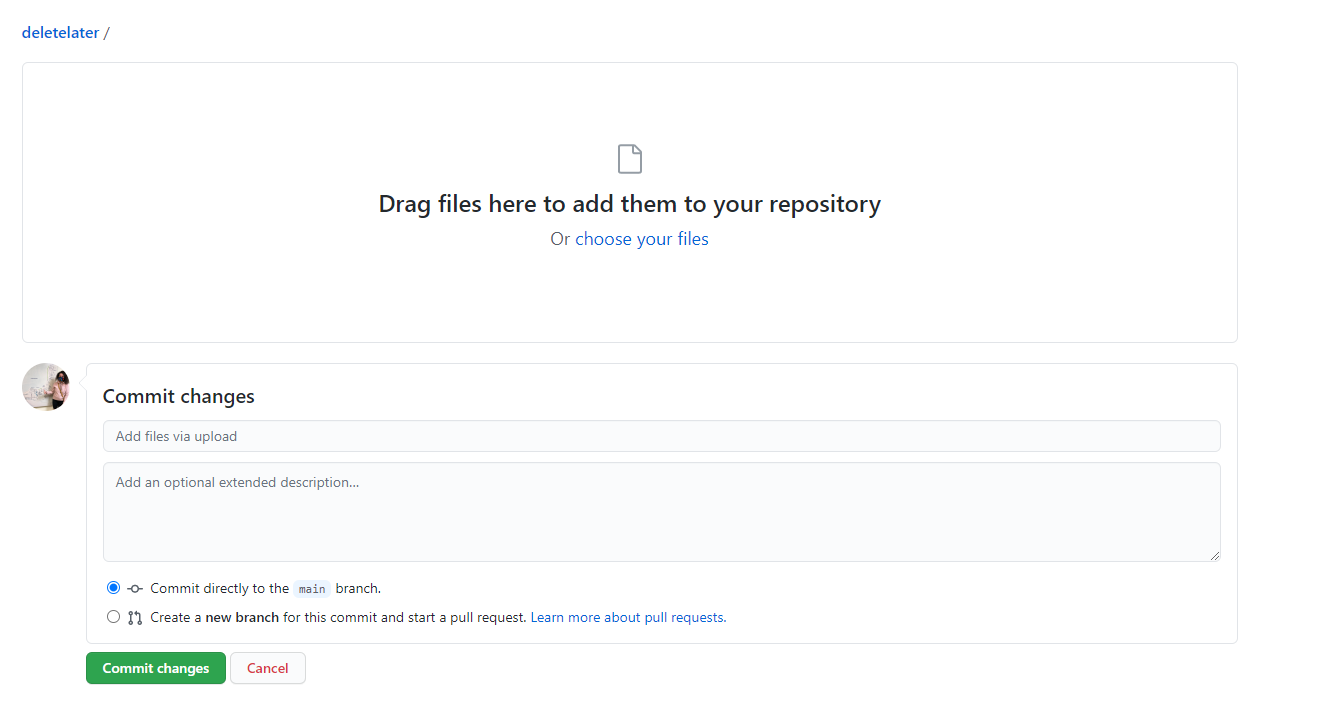 deletelater /
Drag files here to add them to your repository
Or choose your files
Commit changes
Add files via upload
Add an optional extended description...
Commit directly to the main branch.
Create a new branch for this commit and start a pull request. Learn more about pull requests.
Commit changes Cancel